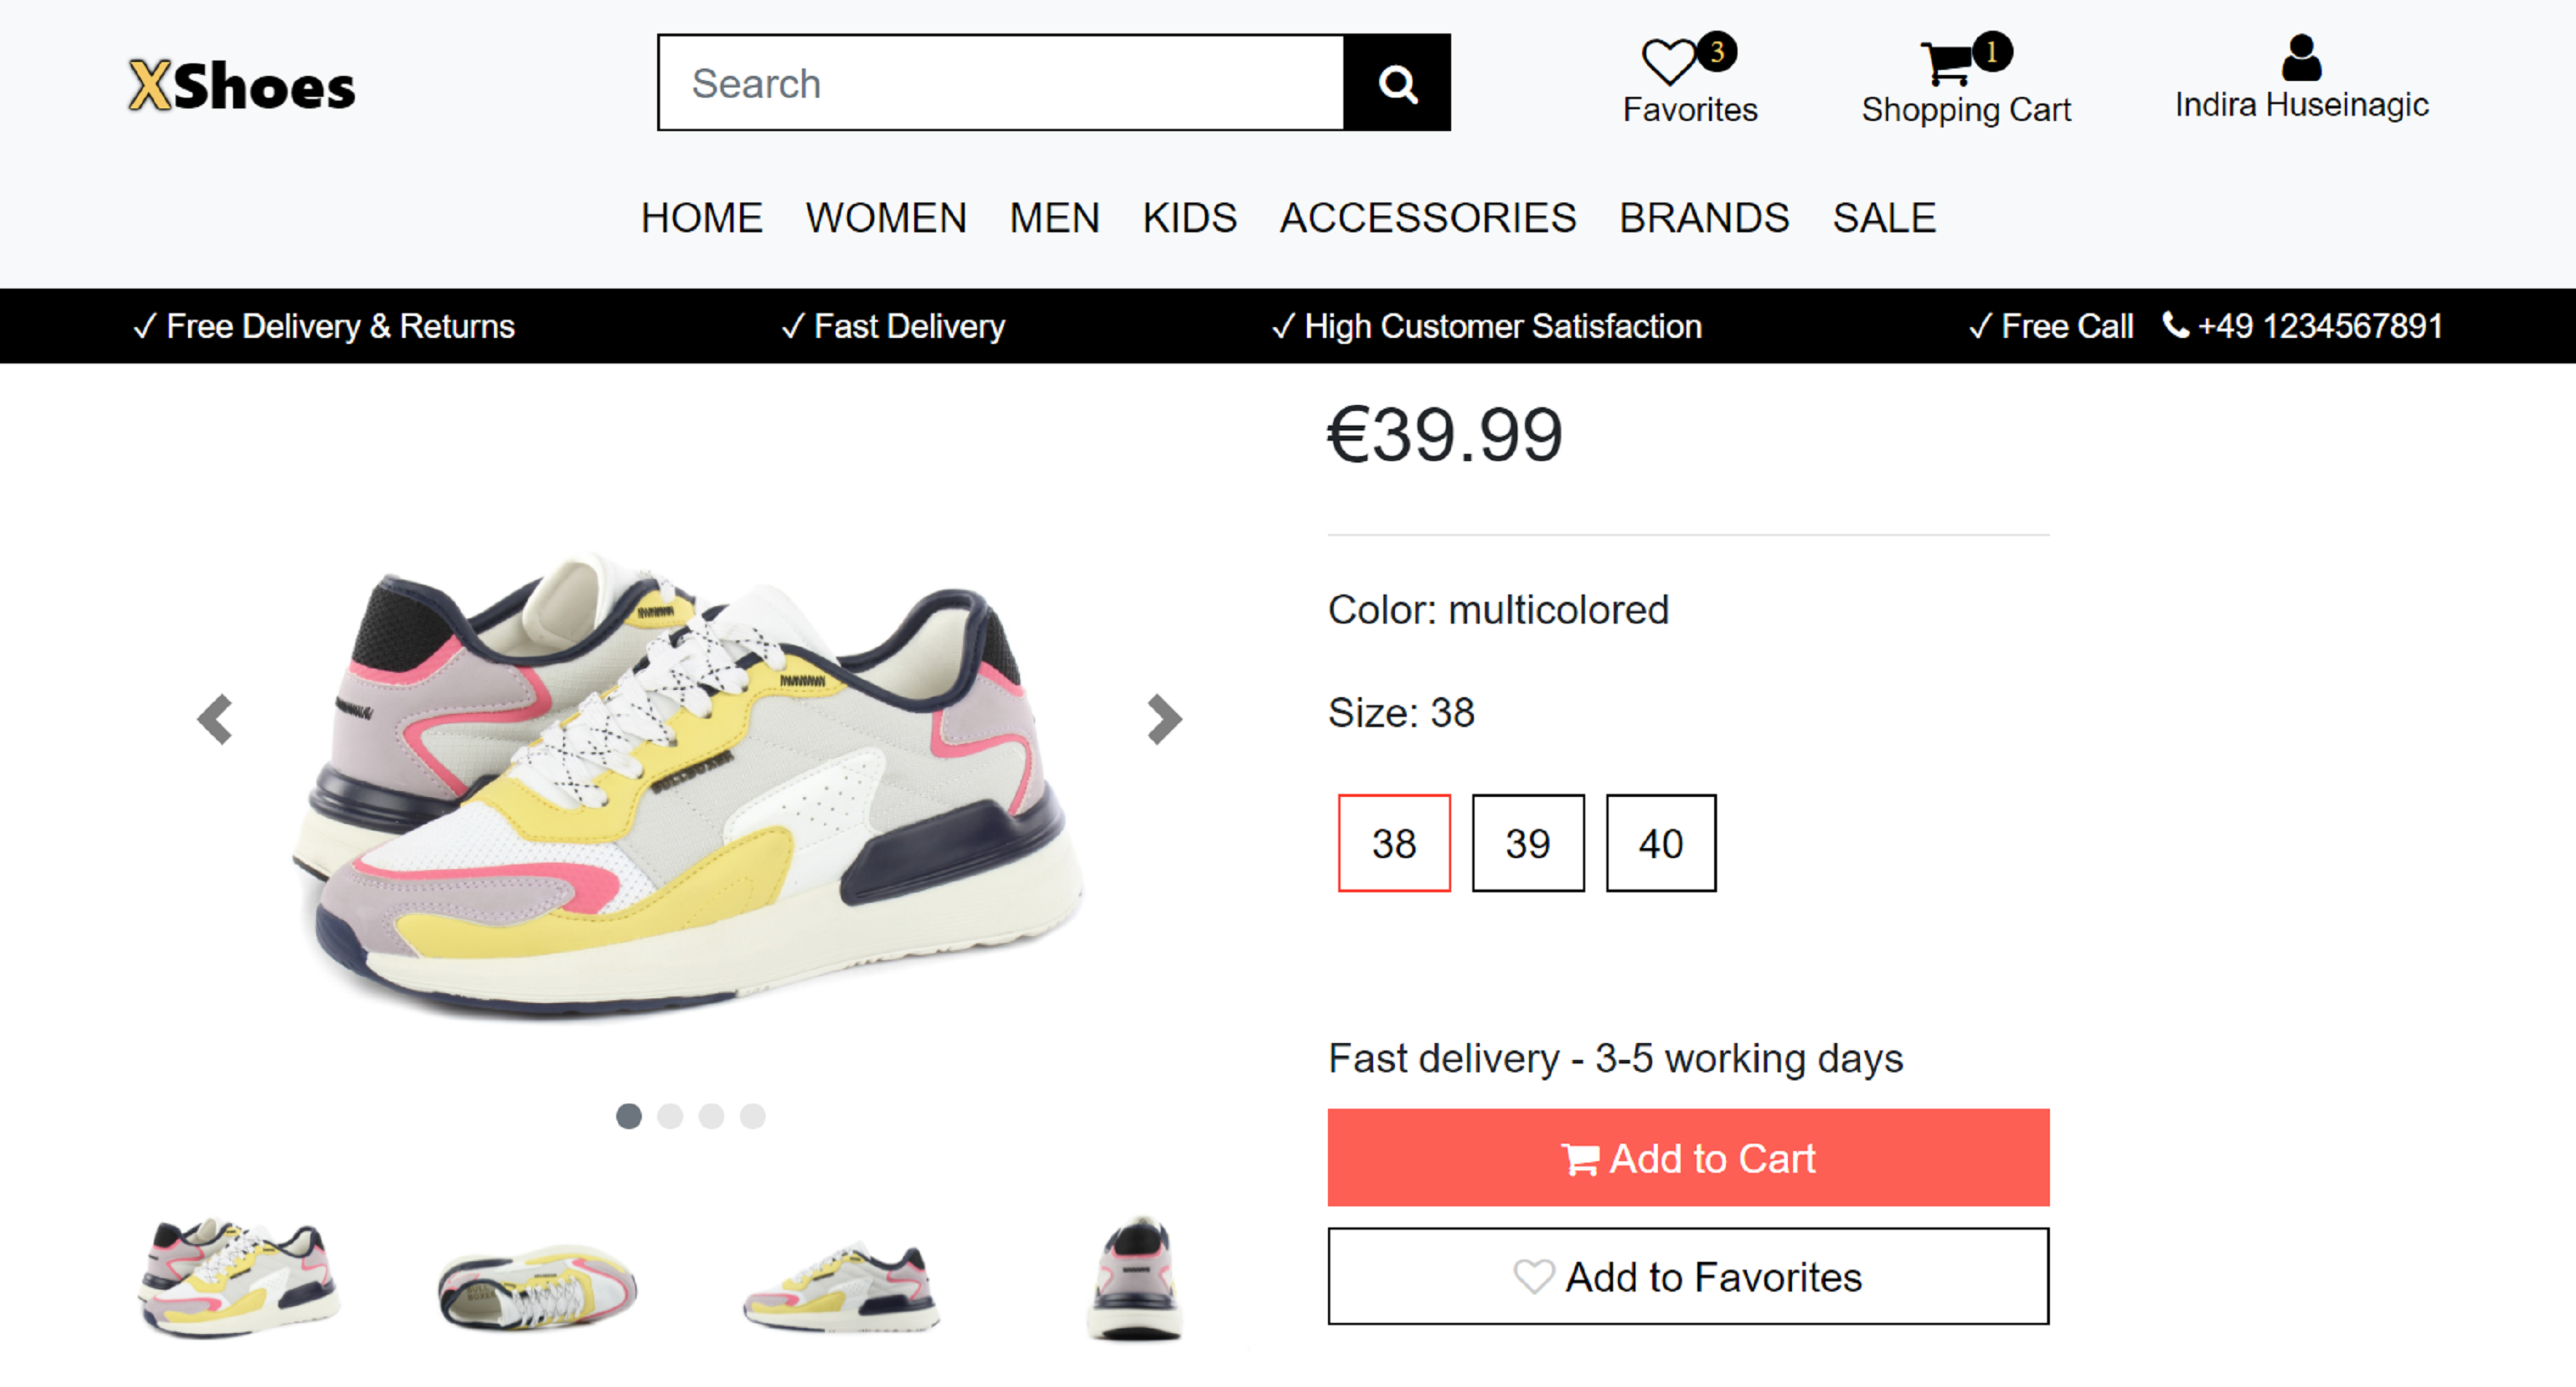 XShoes
Search
3
Favorites
1
Shopping Cart
Indira Huseinagic
HOME WOMEN MEN KIDS ACCESSORIES BRANDS SALE
✓ Free Delivery & Returns ✓ Fast Delivery ✓ High Customer Satisfaction ✓ Free Call +49 1234567891
€39.99
Color: multicolored
Size: 38
38 39 40
Fast delivery - 3-5 working days
Add to Cart
Add to Favorites